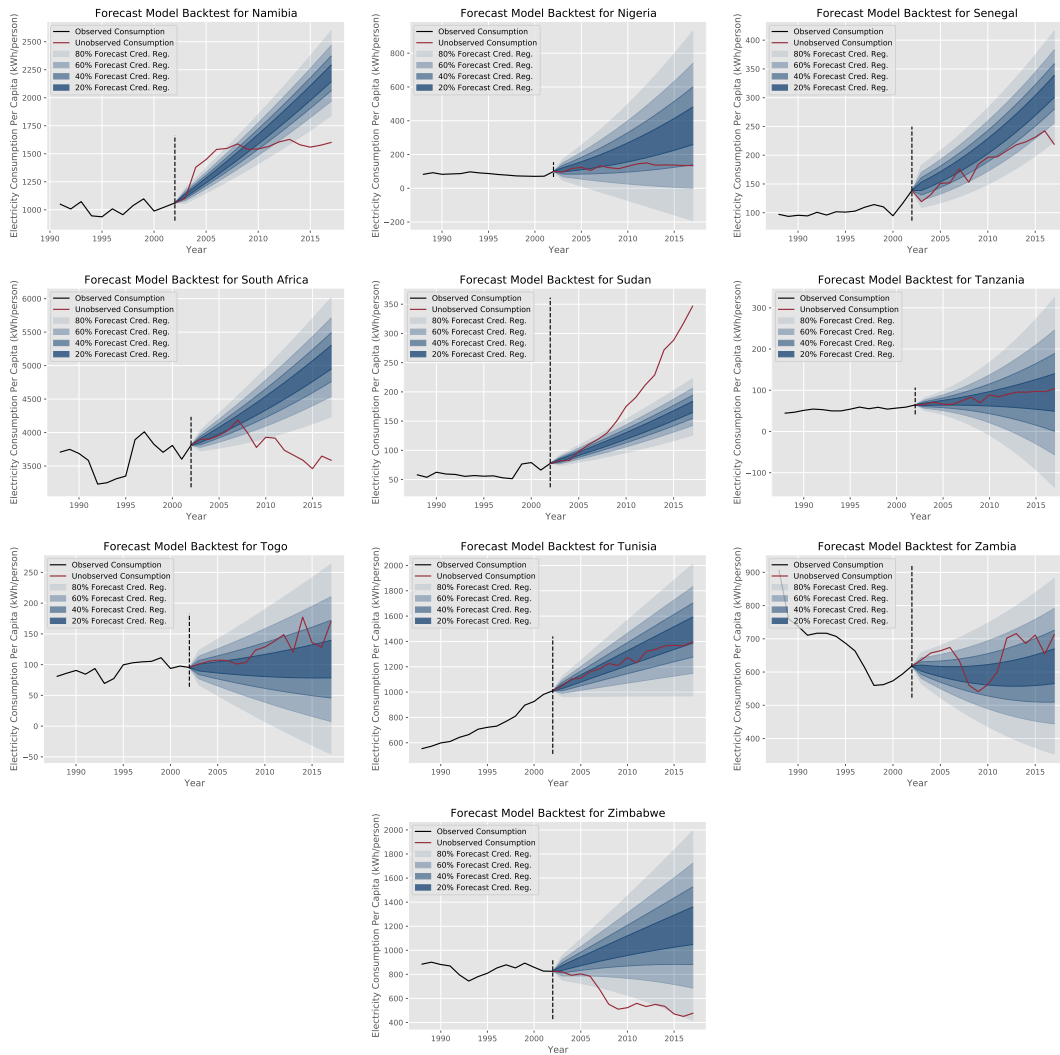 Forecast Model Backtest for Namibia
Electricity Consumption Per Capita (kWh/person)
2500
2250
2000
1750
1500
1250
1000
Observed Consumption
Unobserved Consumption
80% Forecast Cred. Reg.
60% Forecast Cred. Reg.
40% Forecast Cred. Reg.
20% Forecast Cred. Reg.
1990 1995 2000 2005 2010 2015
Year
Forecast Model Backtest for Nigeria
Electricity Consumption Per Capita (kWh/person)
800
600
400
200
0
−200
Observed Consumption
Unobserved Consumption
80% Forecast Cred. Reg.
60% Forecast Cred. Reg.
40% Forecast Cred. Reg.
20% Forecast Cred. Reg.
1990 1995 2000 2005 2010 2015
Year
Forecast Model Backtest for Senegal
Electricity Consumption Per Capita (kWh/person)
400
350
300
250
200
150
100
Observed Consumption
Unobserved Consumption
80% Forecast Cred. Reg.
60% Forecast Cred. Reg.
40% Forecast Cred. Reg.
20% Forecast Cred. Reg.
1990 1995 2000 2005 2010 2015
Year
Forecast Model Backtest for South Africa
Electricity Consumption Per Capita (kWh/person)
6000
5500
5000
4500
4000
3500
Observed Consumption
Unobserved Consumption
80% Forecast Cred. Reg.
60% Forecast Cred. Reg.
40% Forecast Cred. Reg.
20% Forecast Cred. Reg.
1990 1995 2000 2005 2010 2015
Year
Forecast Model Backtest for Sudan
Electricity Consumption Per Capita (kWh/person)
350
300
250
200
150
100
50
Observed Consumption
Unobserved Consumption
80% Forecast Cred. Reg.
60% Forecast Cred. Reg.
40% Forecast Cred. Reg.
20% Forecast Cred. Reg.
1990 1995 2000 2005 2010 2015
Year
Forecast Model Backtest for Tanzania
Electricity Consumption Per Capita (kWh/person)
300
200
100
0
−100
Observed Consumption
Unobserved Consumption
80% Forecast Cred. Reg.
60% Forecast Cred. Reg.
40% Forecast Cred. Reg.
20% Forecast Cred. Reg.
1990 1995 2000 2005 2010 2015
Year
Forecast Model Backtest for Togo
Electricity Consumption Per Capita (kWh/person)
250
200
150
100
50
0
−50
Observed Consumption
Unobserved Consumption
80% Forecast Cred. Reg.
60% Forecast Cred. Reg.
40% Forecast Cred. Reg.
20% Forecast Cred. Reg.
1990 1995 2000 2005 2010 2015
Year
Forecast Model Backtest for Tunisia
Electricity Consumption Per Capita (kWh/person)
2000
1800
1600
1400
1200
1000
800
600
Observed Consumption
Unobserved Consumption
80% Forecast Cred. Reg.
60% Forecast Cred. Reg.
40% Forecast Cred. Reg.
20% Forecast Cred. Reg.
1990 1995 2000 2005 2010 2015
Year
Forecast Model Backtest for Zambia
Electricity Consumption Per Capita (kWh/person)
900
800
700
600
500
400
Observed Consumption
Unobserved Consumption
80% Forecast Cred. Reg.
60% Forecast Cred. Reg.
40% Forecast Cred. Reg.
20% Forecast Cred. Reg.
1990 1995 2000 2005 2010 2015
Year
Forecast Model Backtest for Zimbabwe
Electricity Consumption Per Capita (kWh/person)
2000
1800
1600
1400
1200
1000
800
600
400
Observed Consumption
Unobserved Consumption
80% Forecast Cred. Reg.
60% Forecast Cred. Reg.
40% Forecast Cred. Reg.
20% Forecast Cred. Reg.
1990 1995 2000 2005 2010 2015
Year